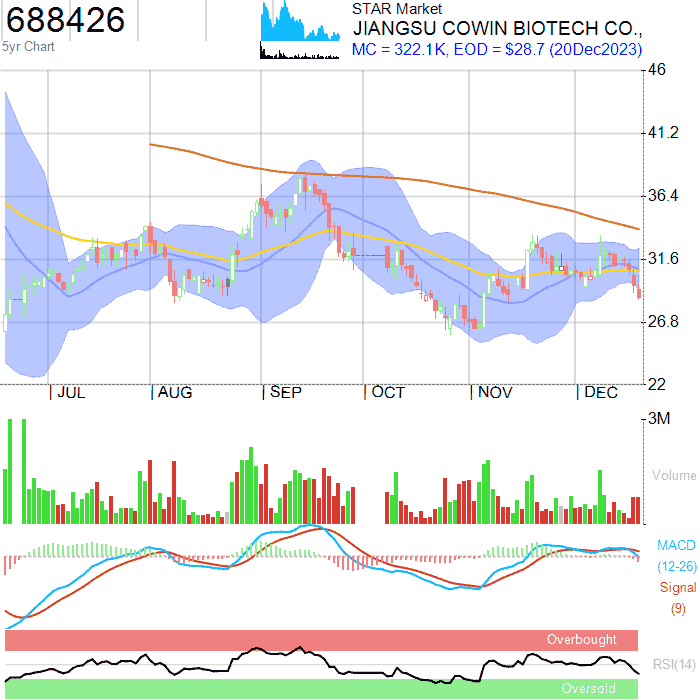 688426
5yr Chart
STAR Market
JIANGSU COWIN BIOTECH CO.,
MC = 322.1K, EOD = $28.7 (20Dec2023)
46
41.2
36.4
31.6
26.8
22
JUL AUG SEP OCT NOV DEC
3M
Volume
MACD
(12-26)
Signal
(9)
Overbought
RSI(14)
Oversold